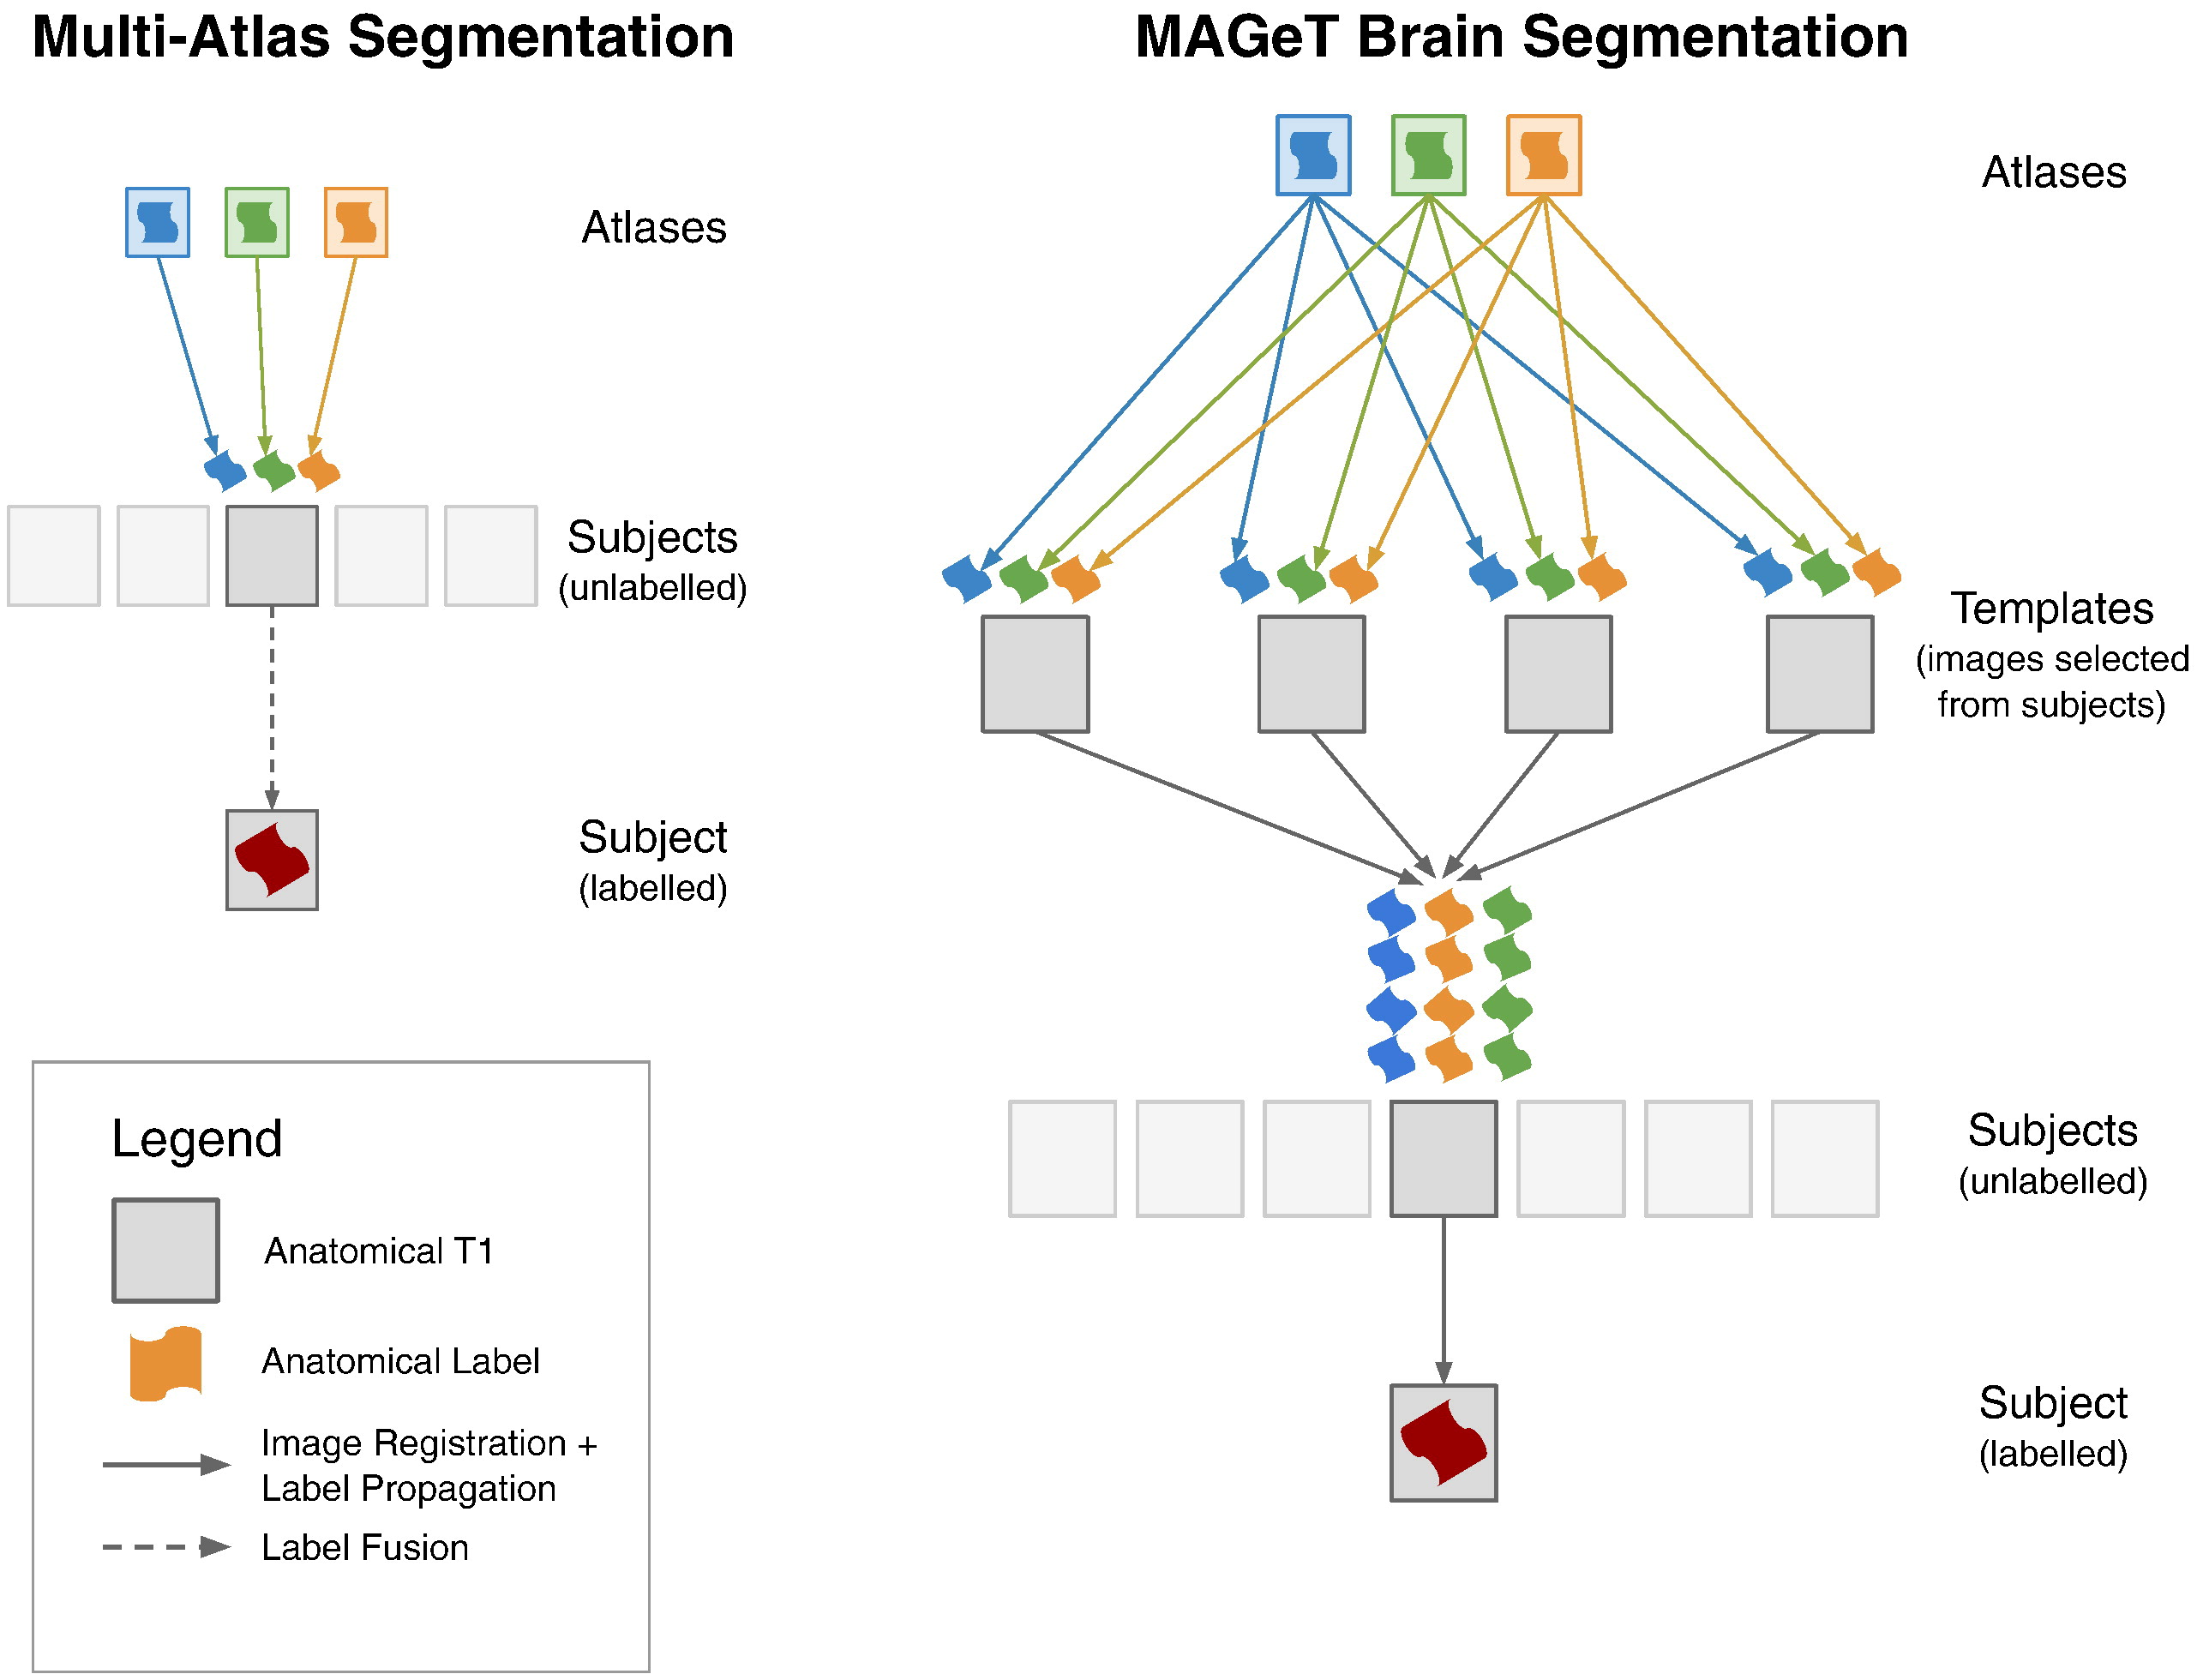 Multi-Atlas Segmentation
Atlases
Subjects
(unlabelled)
Subject
(labelled)
Legend
Anatomical T1
Anatomical Label
Image Registration +
Label Propagation
Label Fusion
MAGeT Brain Segmentation
Atlases
Templates
(images selected
from subjects)
Subjects
(unlabelled)
Subject
(labelled)